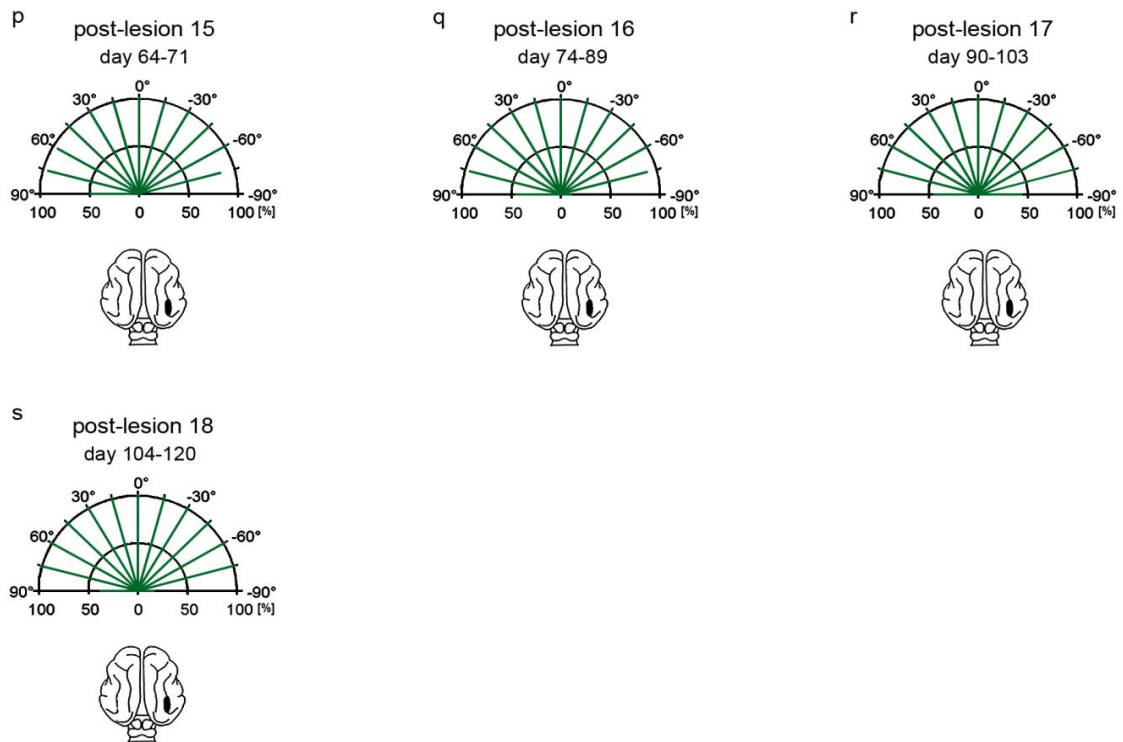 p
post-lesion 15
day 64-71
0°
30° -30°
60° -60°
90° -90°
100 50 0 50 100 [%]
q
post-lesion 16
day 74-89
0°
30° -30°
60° -60°
90° -90°
100 50 0 50 100 [%]
r
post-lesion 17
day 90-103
0°
30° -30°
60° -60°
90° -90°
100 50 0 50 100 [%]
s
post-lesion 18
day 104-120
0°
30° -30°
60° -60°
90° -90°
100 50 0 50 100 [%]